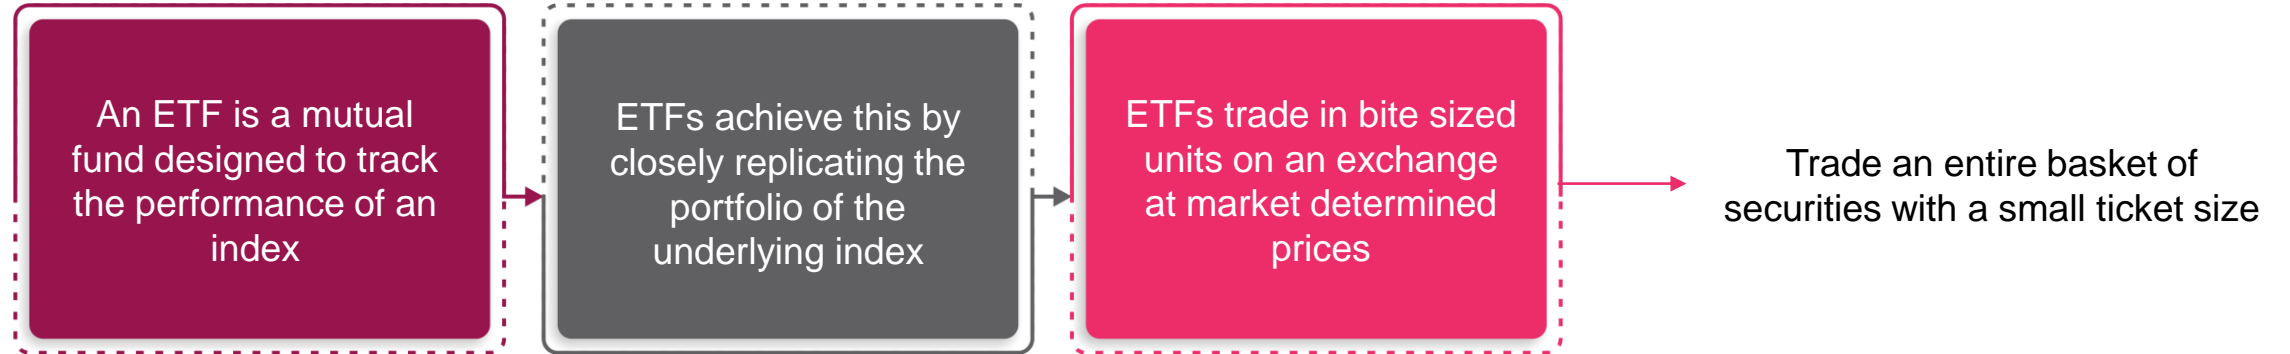 An ETF is a mutual
fund designed to track
the performance of an
index
ETFs achieve this by
closely replicating the
portfolio of the
underlying index
ETFs trade in bite sized
units on an exchange
at market determined
prices
Trade an entire basket of
securities with a small ticket size